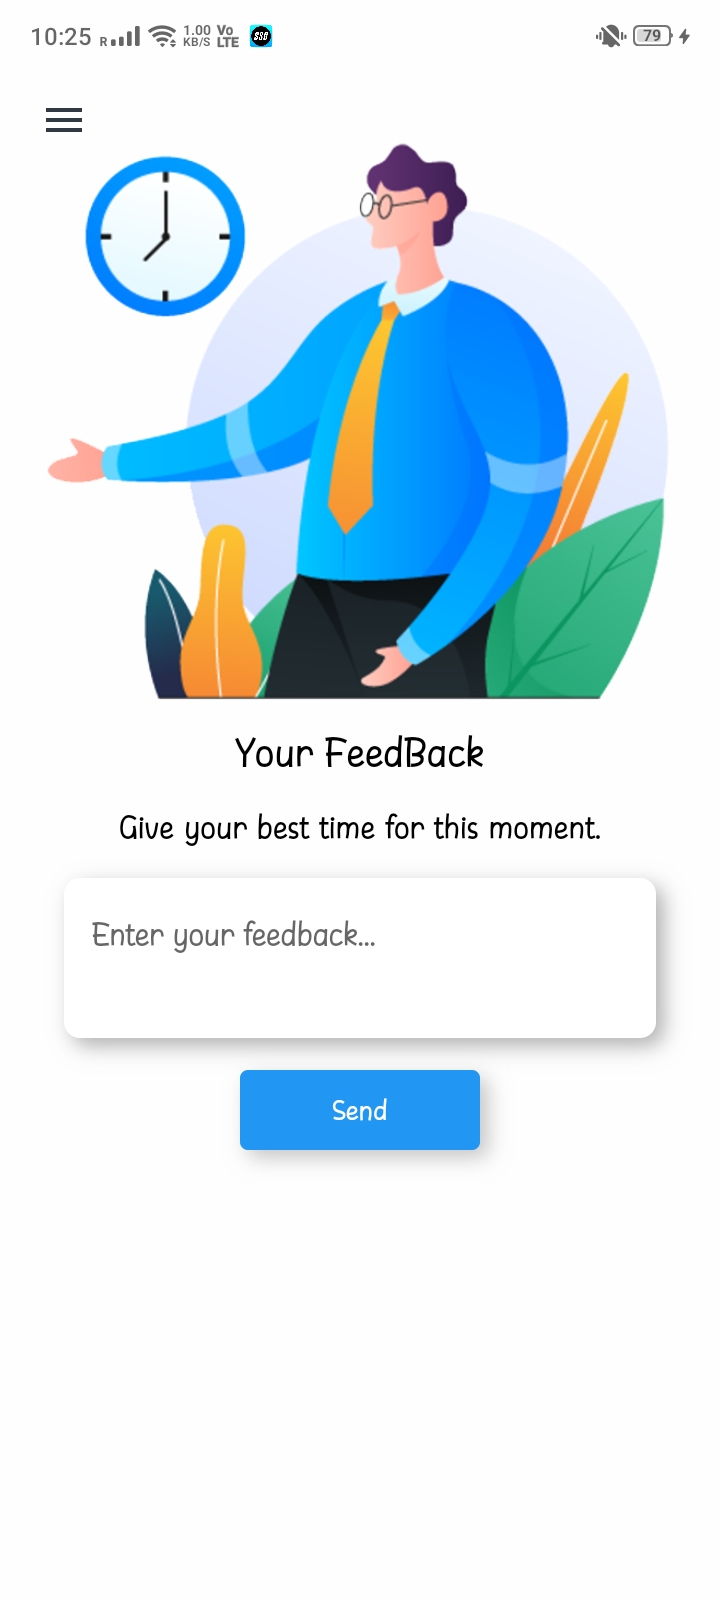 10:25 R 1.00 KB/S Vo LTE 79
Your FeedBack
Give your best time for this moment.
Enter your feedback...
Send